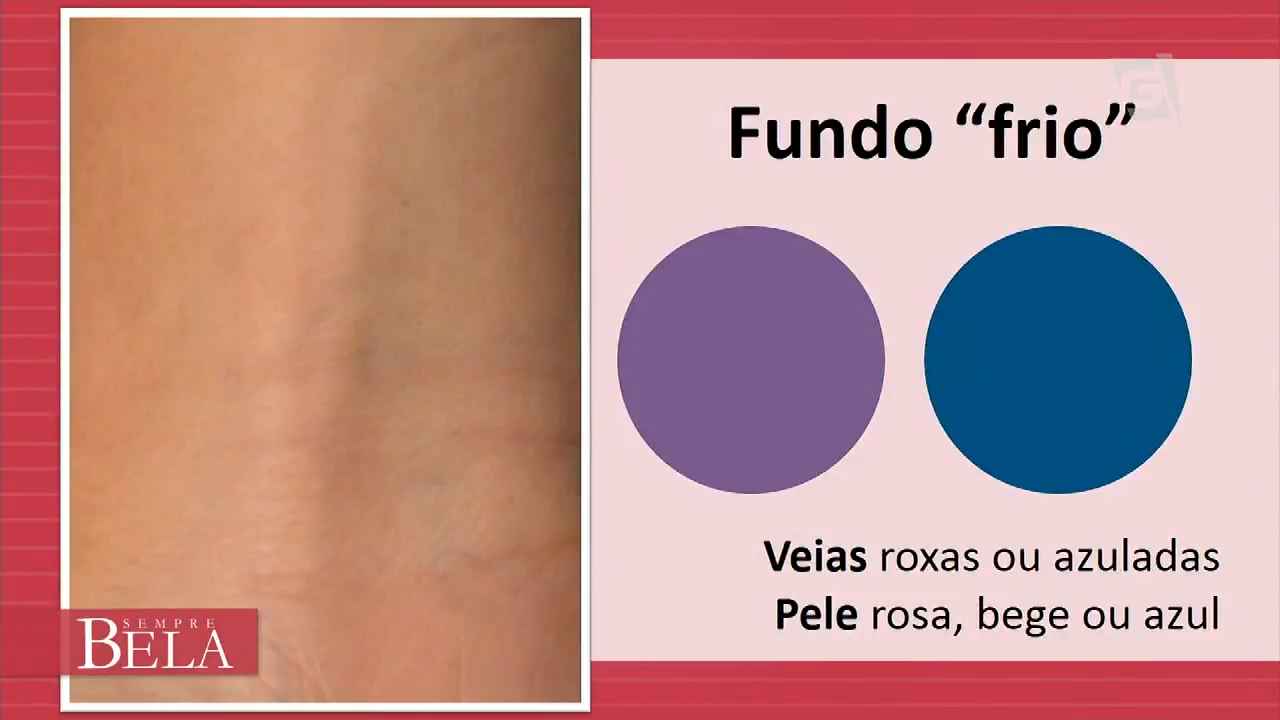 Fundo “frio”
Veias roxas ou azuladas
Pele rosa, bege ou azul
SEMPRE
BELA